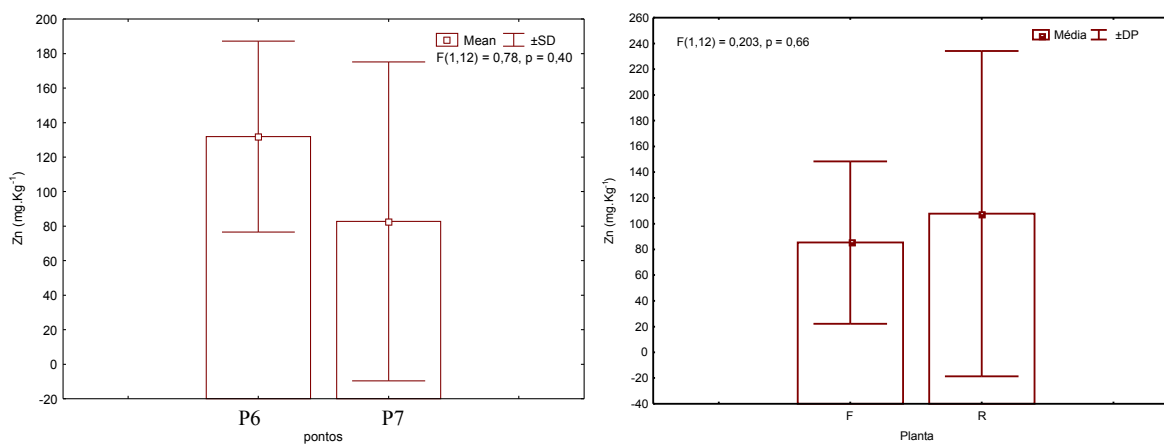 200
180
160
140
120
100
80
60
40
20
0
-20
Zn (mg.Kg-1)
Mean ±SD
F(1,12) = 0,78, p = 0,40
P6 P7
pontos
260
240
220
200
180
160
140
120
100
80
60
40
20
0
-20
-40
Zn (mg.Kg-1)
F(1,12) = 0,203, p = 0,66
Média ±DP
F R
Planta